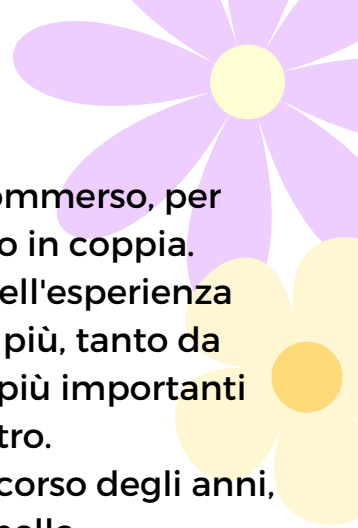 ommerso, per
o in coppia.
ell'esperienza
più, tanto da
più importanti
tro.
corso degli anni,